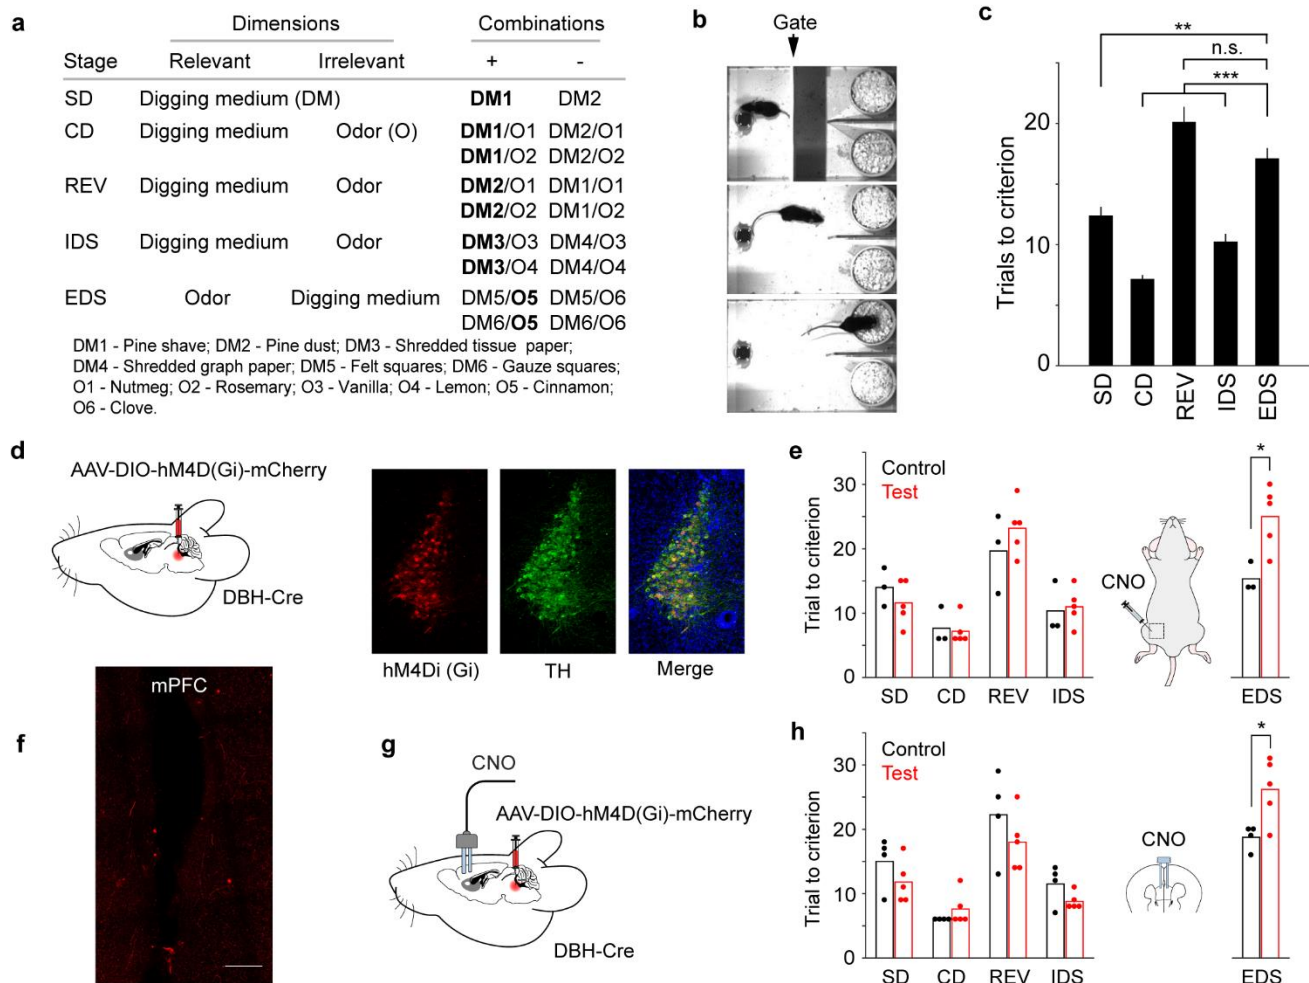 a
Dimensions Combinations
Stage Relevant Irrelevant + -
SD Digging medium (DM) DM1 DM2
CD Digging medium Odor (O) DM1/O1 DM2/O1
DM1/O2 DM2/O2
REV Digging medium Odor DM2/O1 DM1/O1
DM2/O2 DM1/O2
IDS Digging medium Odor DM3/O3 DM4/O3
DM3/O4 DM4/O4
EDS Odor Digging medium DM5/O5 DM5/O6
DM6/O5 DM6/O6
DM1 - Pine shave; DM2 - Pine dust; DM3 - Shredded tissue paper;
DM4 - Shredded graph paper; DM5 - Felt squares; DM6 - Gauze squares;
O1 - Nutmeg; O2 - Rosemary; O3 - Vanilla; O4 - Lemon; O5 - Cinnamon;
O6 - Clove.
b
Gate
c
**
n.s.
***
Trials to criterion
20
10
0
SD CD REV IDS EDS
d
AAV-DIO-hM4D(Gi)-mCherry
DBH-Cre
hM4Di (Gi) TH Merge
e
Control
Test
Trial to criterion
30
20
10
0
SD CD REV IDS
CNO
*
EDS
f
mPFC
g
CNO
AAV-DIO-hM4D(Gi)-mCherry
DBH-Cre
h
Control
Test
Trial to criterion
30
20
10
0
SD CD REV IDS
CNO
*
EDS